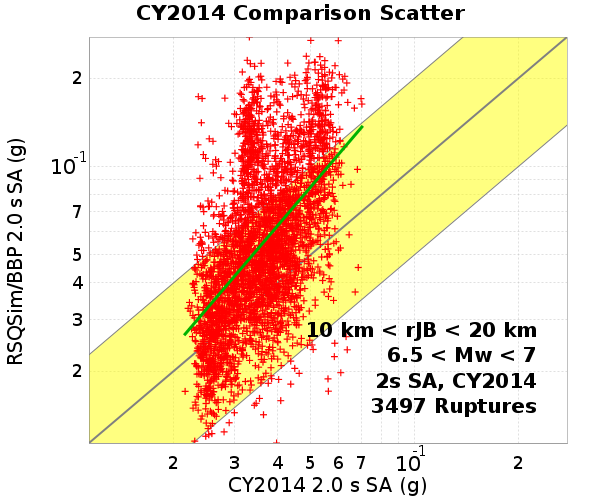 CY2014 Comparison Scatter
RSQSim/BBP 2.0 s SA (g)
2
10-1
7
5
4
3
2
10 km < rJB < 20 km
6.5 < Mw < 7
2s SA, CY2014
3497 Ruptures
2 3 4 5 6 7 10-1 2
CY2014 2.0 s SA (g)